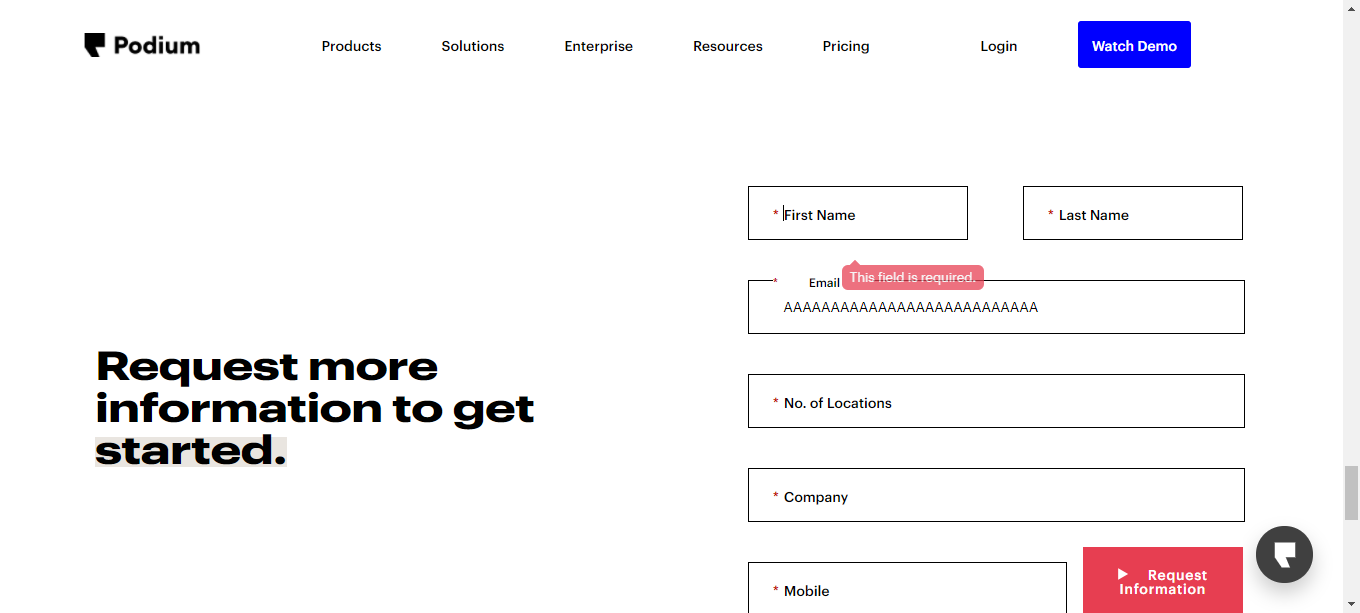 Podium
Products
Solutions
Enterprise
Resources
Pricing
Login
Watch Demo
* First Name
* Last Name
This field is required.
* Email
AAAAAAAAAAAAAAAAAAAAAAAAAAA
* No. of Locations
* Company
* Mobile
Request
Information
Request more
information to get
started.